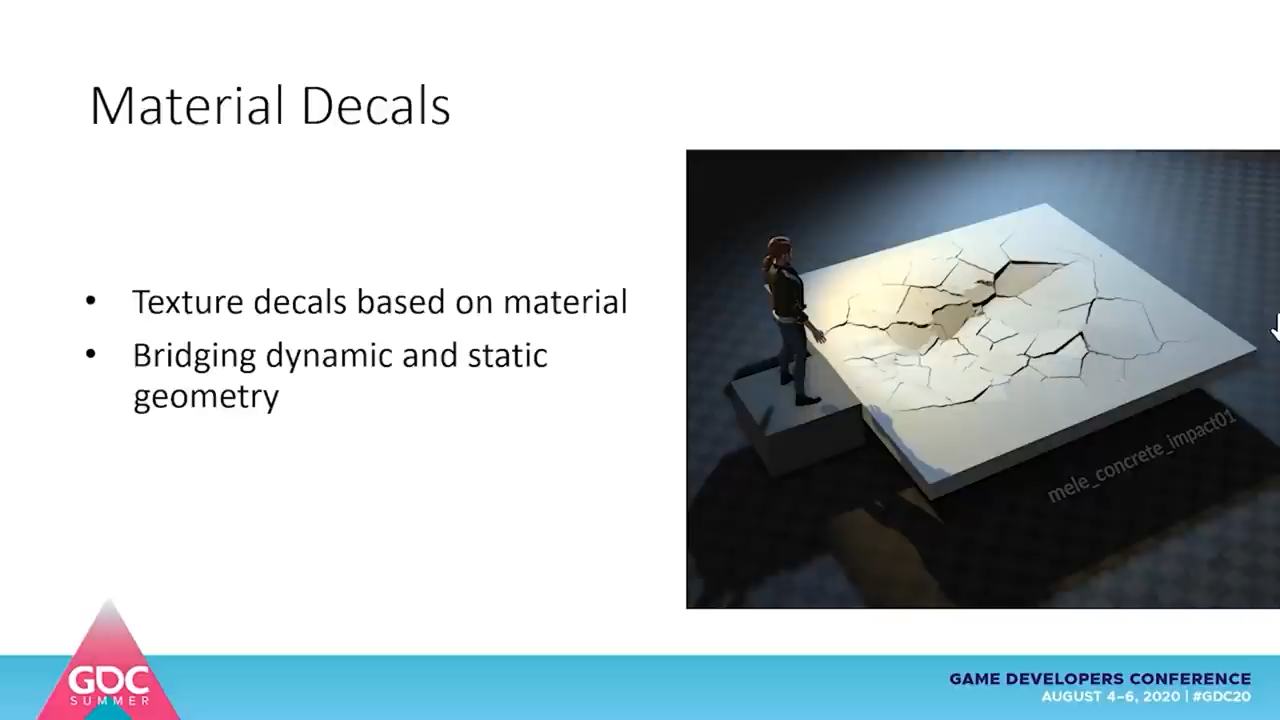 Material Decals
• Texture decals based on material
• Bridging dynamic and static
geometry
mele_concrete_impact01
GDC
SUMMER
GAME DEVELOPERS CONFERENCE
AUGUST 4–6, 2020 | #GDC20